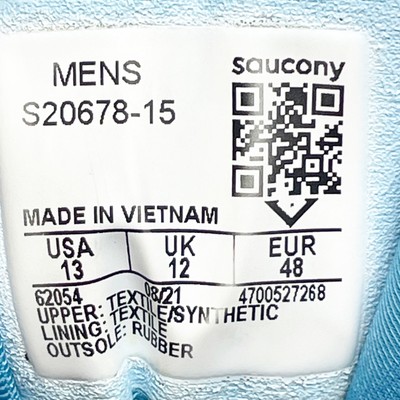 MENS
saucony
S20678-15
MADE IN VIETNAM
USA UK EUR
13 12 48
62054 08/21 4700527268
UPPER: TEXTILE/SYNTHETIC
LINING: TEXTILE
OUTSOLE: RUBBER